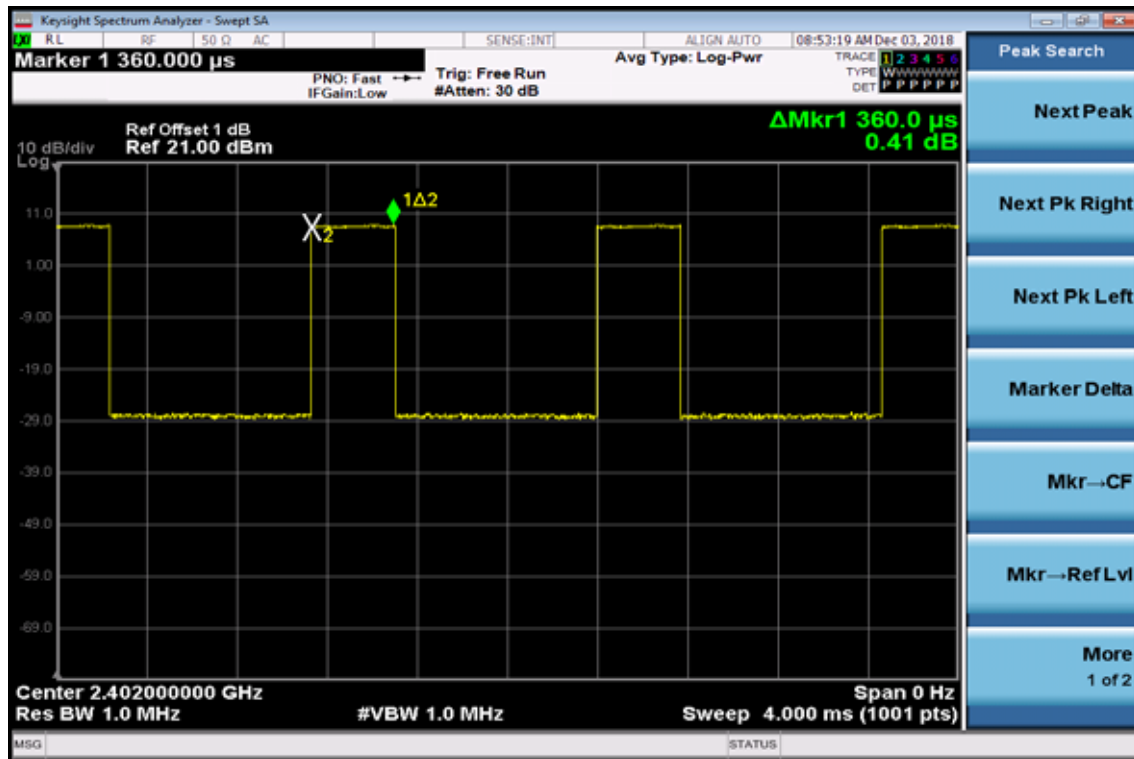 Keysight Spectrum Analyzer - Swept SA
RL RF 50 Ω AC SENSE:INT ALIGN AUTO 08:53:19 AM Dec 03, 2018
Marker 1 360.000 µs
PNO: Fast
IFGain:Low
Trig: Free Run
#Atten: 30 dB
Avg Type: Log-Pwr
TRACE 1 2 3 4 5 6
TYPE W
DET P P P P P P
Peak Search
Next Peak
Next Pk Right
Next Pk Left
Marker Delta
Mkr→CF
Mkr→Ref Lvl
More
1 of 2
ΔMkr1 360.0 µs
0.41 dB
Ref Offset 1 dB
10 dB/div Ref 21.00 dBm
Log
1Δ2
X2
11.0
1.00
-9.00
-19.0
-29.0
-39.0
-49.0
-59.0
-69.0
Center 2.402000000 GHz Span 0 Hz
Res BW 1.0 MHz #VBW 1.0 MHz Sweep 4.000 ms (1001 pts)
MSG STATUS